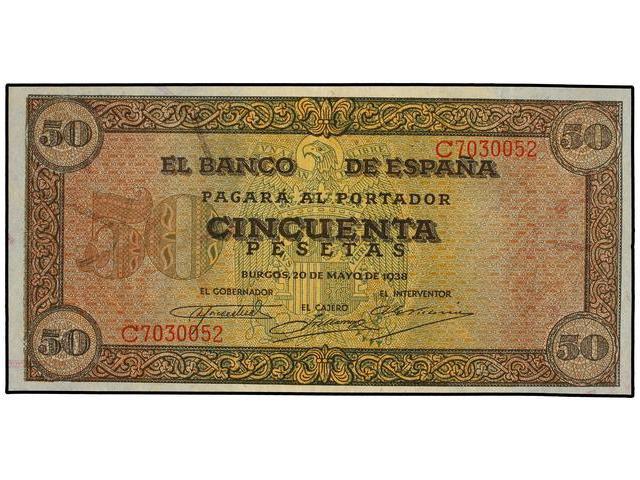 50 50
C7030052
EL BANCO DE ESPAÑA
PAGARÁ AL PORTADOR
50
CINCUENTA
PESETAS
BURGOS, 20 DE MAYO DE 1938
EL GOBERNADOR EL CAJERO EL INTERVENTOR
C7030052
50 50